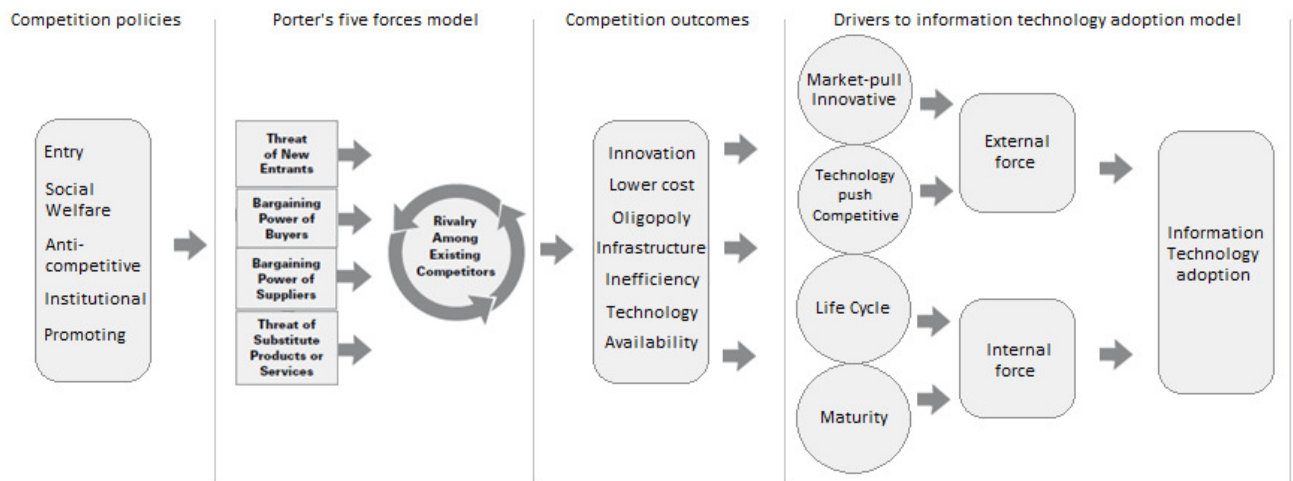 Competition policies
Porter's five forces model
Competition outcomes
Drivers to information technology adoption model
Entry
Social
Welfare
Anti-
competitive
Institutional
Promoting
Threat
of New
Entrants
Bargaining
Power of
Buyers
Bargaining
Power of
Suppliers
Threat of
Substitute
Products or
Services
Rivalry
Among
Existing
Competitors
Innovation
Lower cost
Oligopoly
Infrastructure
Inefficiency
Technology
Availability
Market-pull
Innovative
Technology
push
Competitive
Life Cycle
Maturity
External
force
Internal
force
Information
Technology
adoption